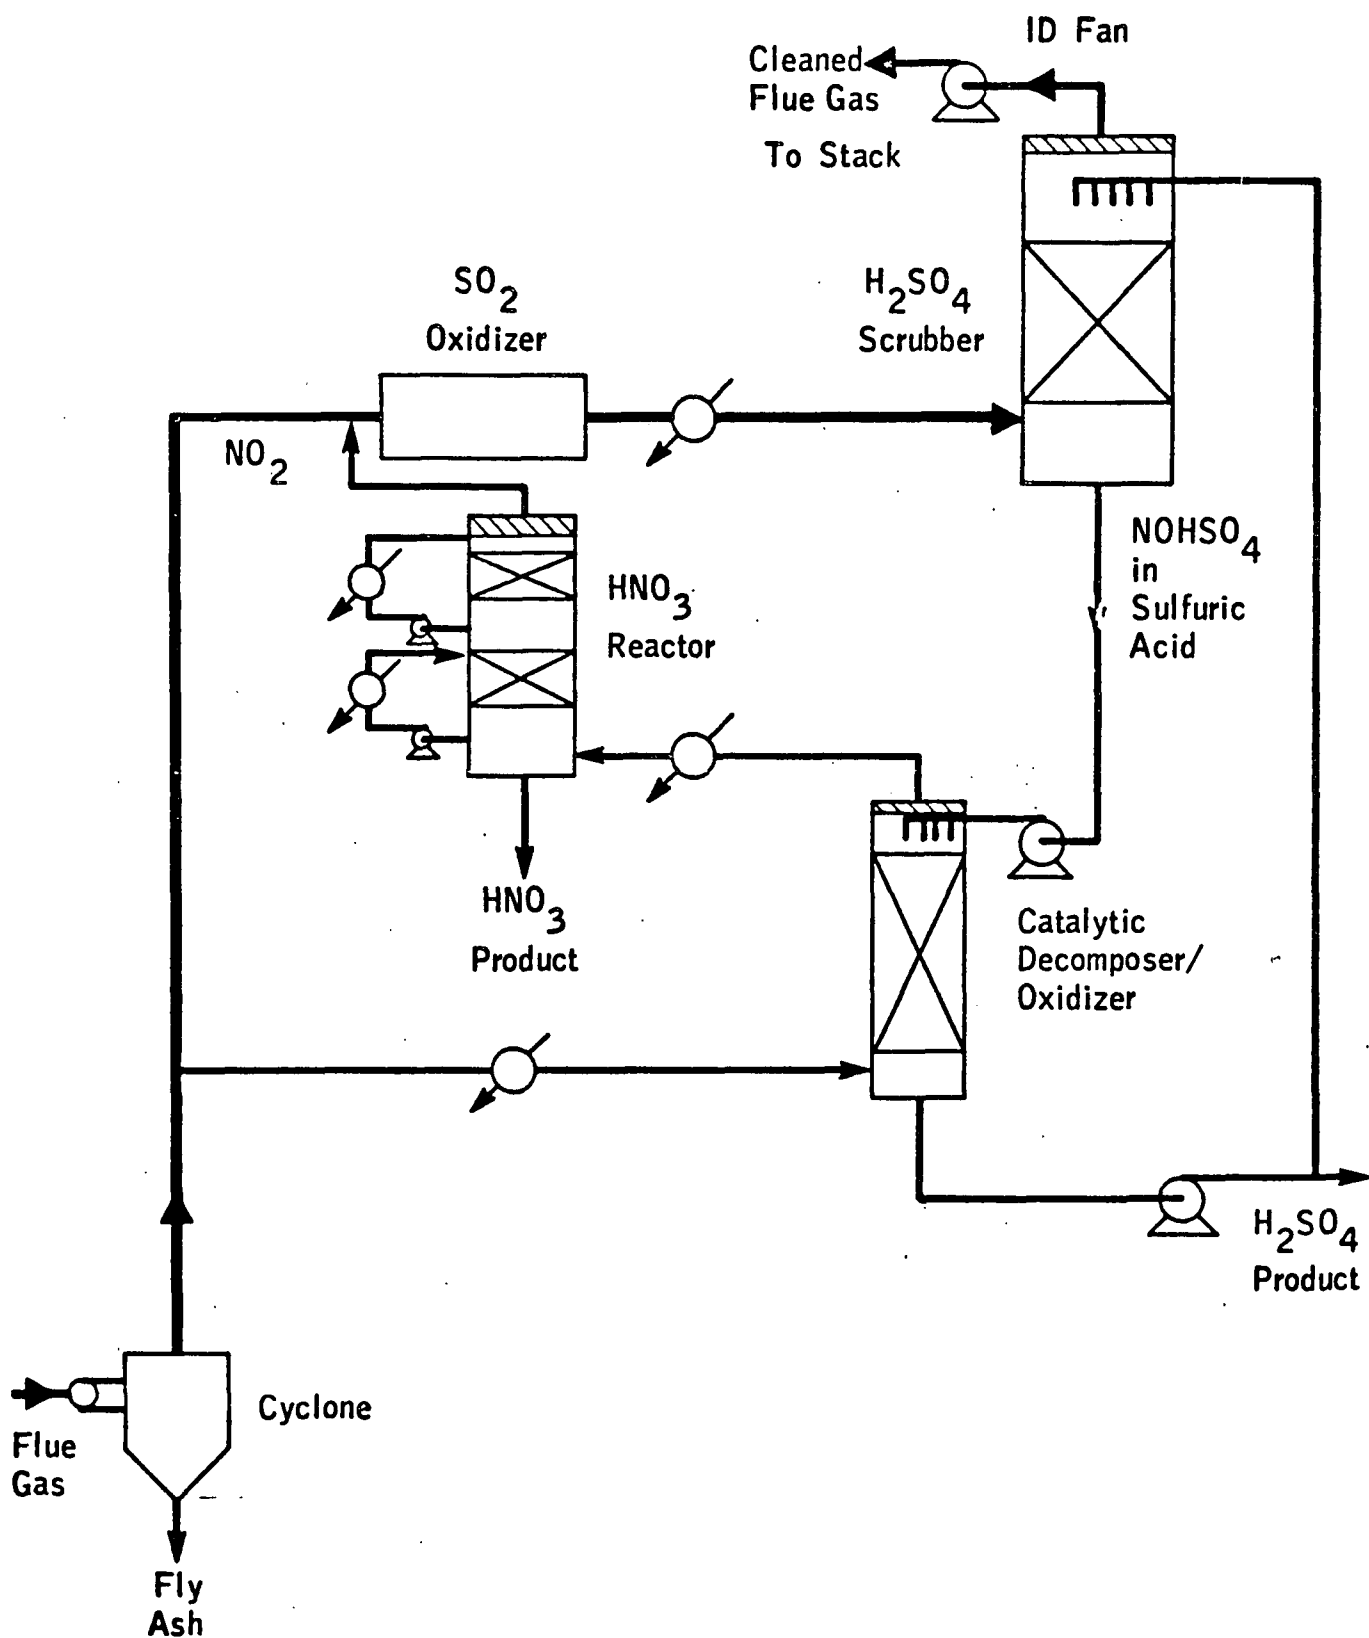 ID Fan
Cleaned
Flue Gas
To Stack
SO2
Oxidizer
H2SO4
Scrubber
NO2
NOHSO4
in
Sulfuric
Acid
HNO3
Reactor
HNO3
Product
Catalytic
Decomposer/
Oxidizer
H2SO4
Product
Cyclone
Flue
Gas
Fly
Ash